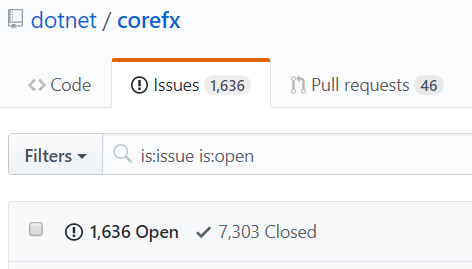 dotnet / corefx
Code Issues 1,636 Pull requests 46
Filters is:issue is:open
1,636 Open 7,303 Closed